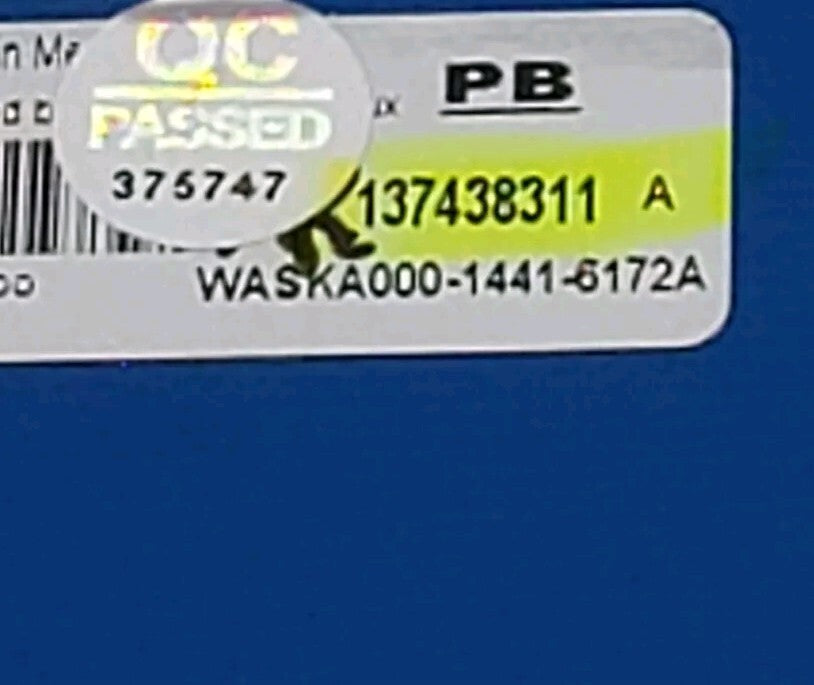 QC
PASSED
375747
PB
137438311 A
WASKA000-1441-6172A